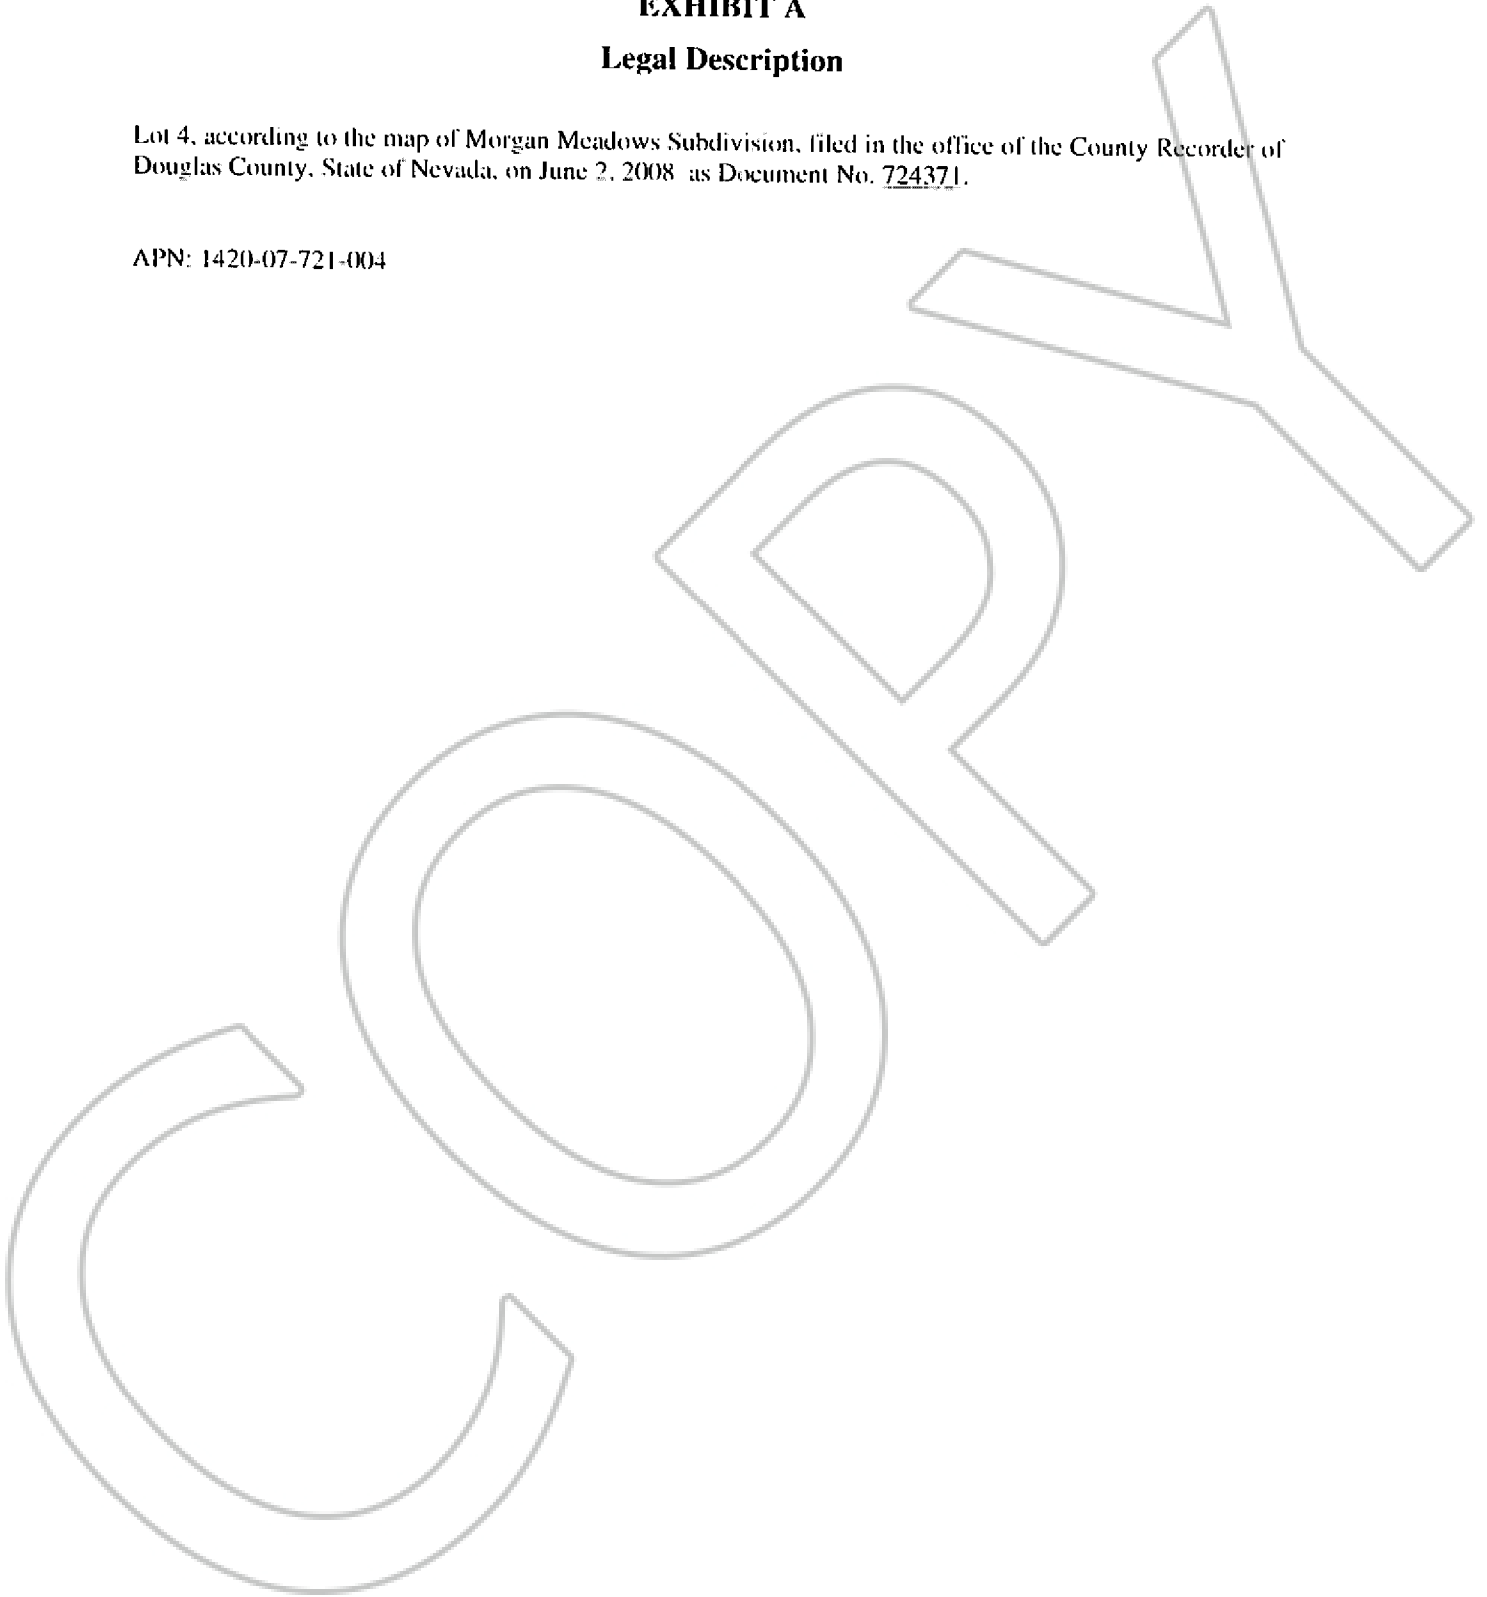 EXHIBIT A
Legal Description
Lot 4, according to the map of Morgan Meadows Subdivision, filed in the office of the County Recorder of
Douglas County, State of Nevada, on June 2, 2008 as Document No. 724371.
APN: 1420-07-721-004
COPY